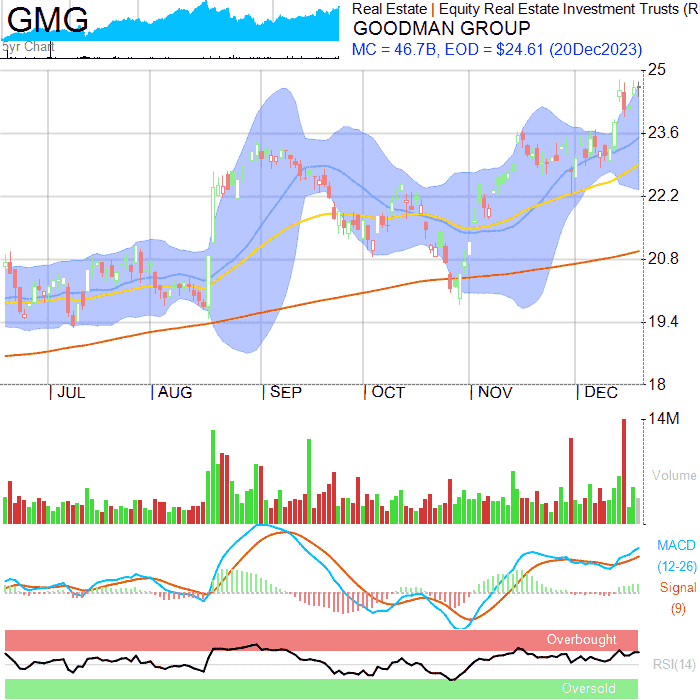 GMG
5yr Chart
Real Estate | Equity Real Estate Investment Trusts (R
GOODMAN GROUP
MC = 46.7B, EOD = $24.61 (20Dec2023)
25
23.6
22.2
20.8
19.4
18
JUL AUG SEP OCT NOV DEC
14M
Volume
MACD
(12-26)
Signal
(9)
Overbought
RSI(14)
Oversold